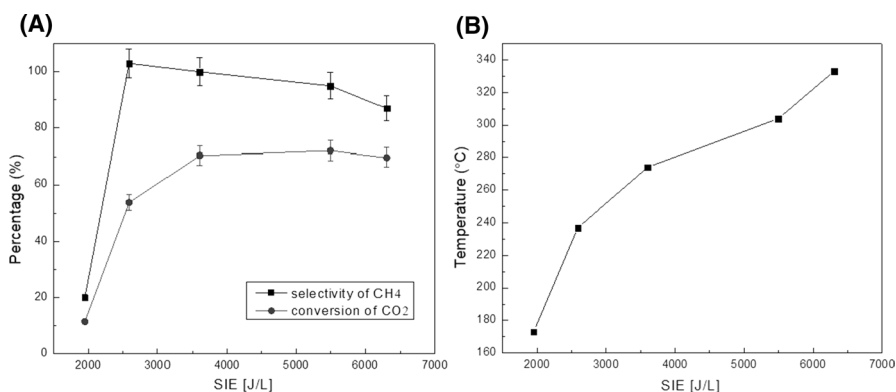 (A)
Percentage (%)
100
80
60
40
20
0
selectivity of CH4
conversion of CO2
2000 3000 4000 5000 6000 7000
SIE [J/L]
(B)
Temperature (°C)
340
320
300
280
260
240
220
200
180
160
2000 3000 4000 5000 6000 7000
SIE [J/L]